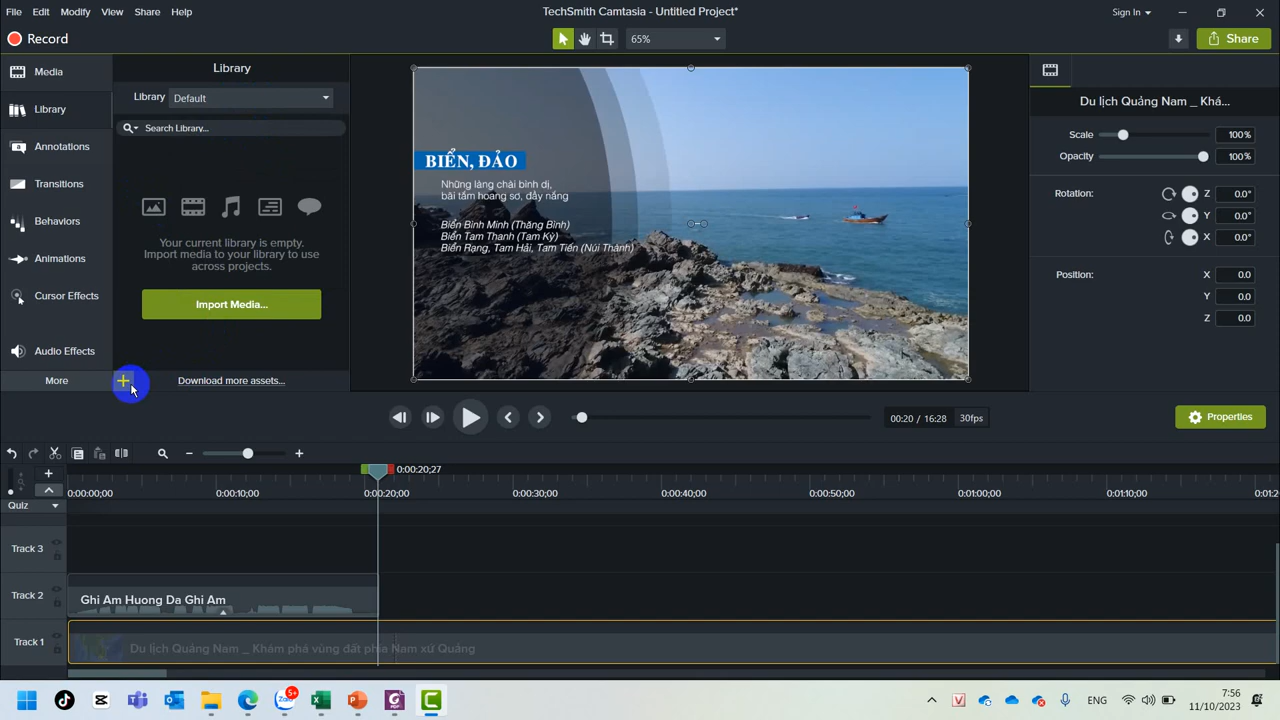 File Edit Modify View Share Help
TechSmith Camtasia - Untitled Project*
Sign In
Record
65%
Share
Media
Library
Annotations
Transitions
Behaviors
Animations
Cursor Effects
Audio Effects
More
Library
Library Default
Search Library...
Your current library is empty.
Import media to your library to use
across projects.
Import Media...
Download more assets...
BIỂN, ĐẢO
Những làng chài bình dị,
bãi tắm hoang sơ, đầy nắng
Biển Bình Minh (Thăng Bình)
Biển Tam Thanh (Tam Kỳ)
Biển Rạng, Tam Hải, Tam Tiến (Núi Thành)
Du lịch Quảng Nam _ Khá...
Scale 100%
Opacity 100%
Rotation: Z 0.0°
Y 0.0°
X 0.0°
Position: X 0.0
Y 0.0
Z 0.0
00:20 / 16:28 30fps
Properties
0:00:20;27
0:00:00;00 0:00:10;00 0:00:20;00 0:00:30;00 0:00:40;00 0:00:50;00 0:01:00;00 0:01:10;00 0:01:2
Quiz
Track 3
Track 2
Ghi Am Huong Da Ghi Am
Track 1
Du lịch Quảng Nam _ Khám phá vùng đất phía Nam xứ Quảng
5+
Zalo
ENG
7:56
11/10/2023